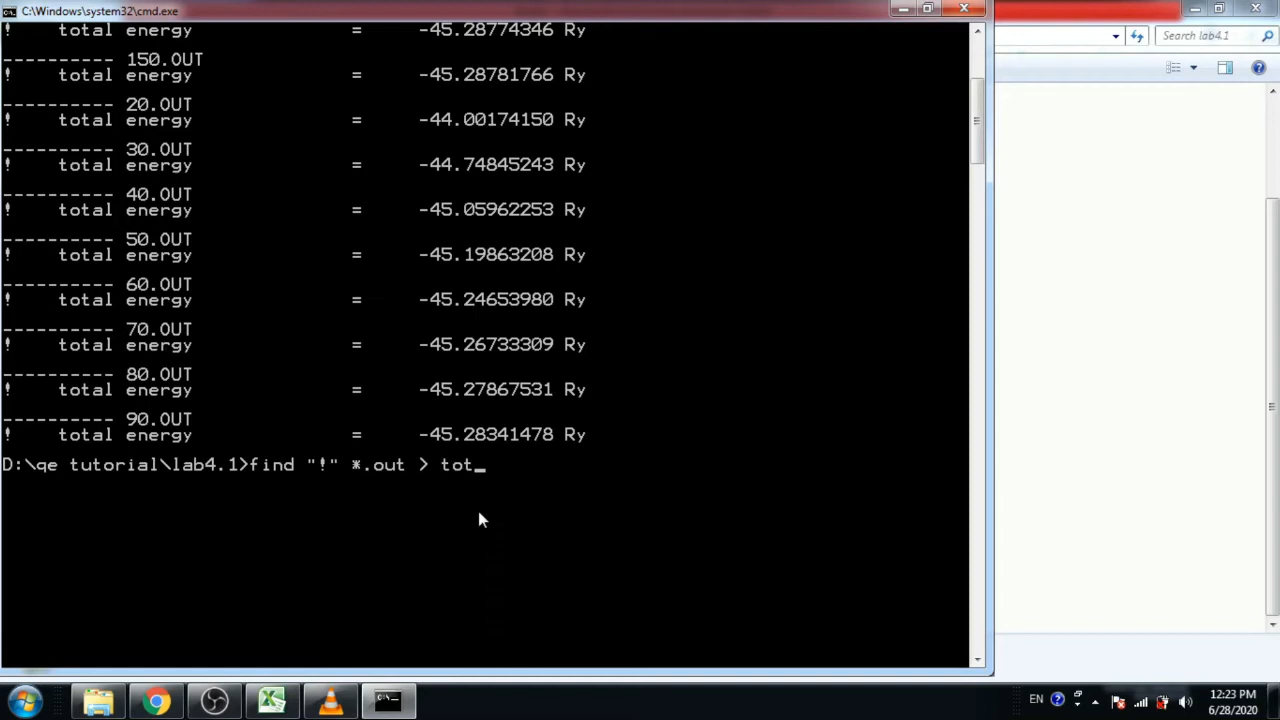 C:\Windows\system32\cmd.exe
! total energy = -45.28774346 Ry
---------- 150.OUT
! total energy = -45.28781766 Ry
---------- 20.OUT
! total energy = -44.00174150 Ry
---------- 30.OUT
! total energy = -44.74845243 Ry
---------- 40.OUT
! total energy = -45.05962253 Ry
---------- 50.OUT
! total energy = -45.19863208 Ry
---------- 60.OUT
! total energy = -45.24653980 Ry
---------- 70.OUT
! total energy = -45.26733309 Ry
---------- 80.OUT
! total energy = -45.27867531 Ry
---------- 90.OUT
! total energy = -45.28341478 Ry
D:\qe tutorial\lab4.1>find "!" *.out > tot_
Search lab4.1
EN
12:23 PM
6/28/2020